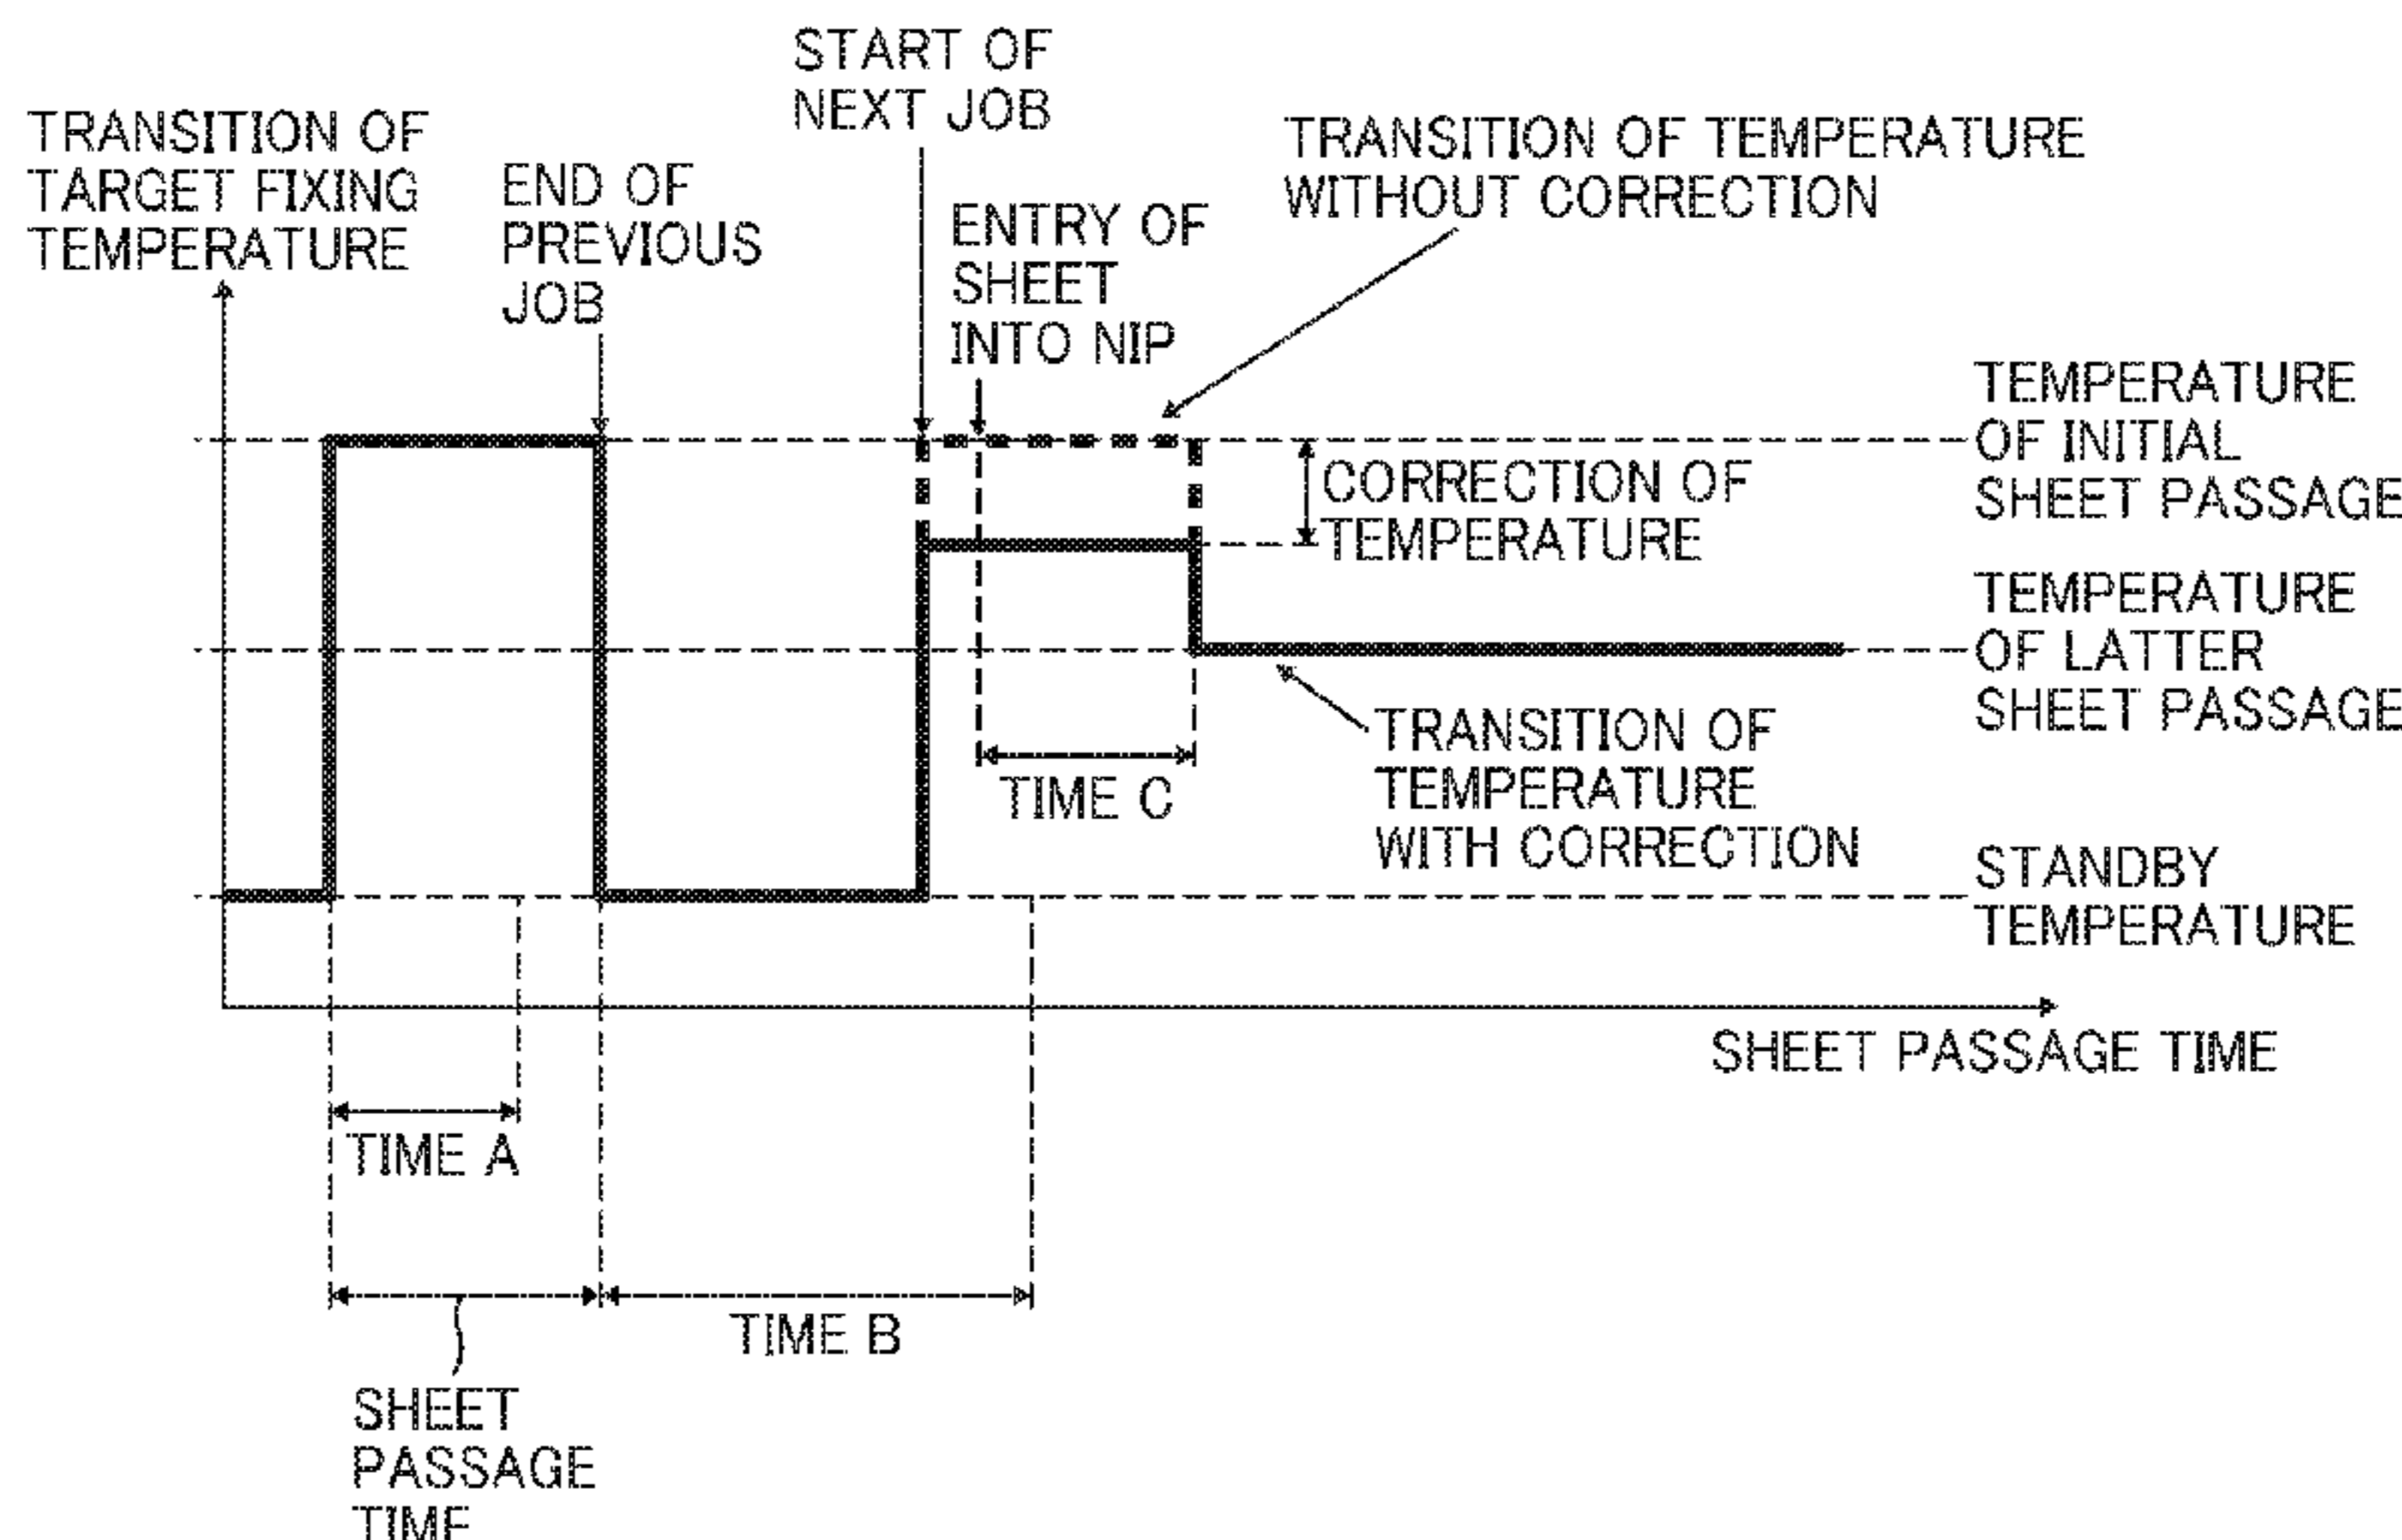 START OF
NEXT JOB
TRANSITION OF
TARGET FIXING
TEMPERATURE
END OF
PREVIOUS
JOB
ENTRY OF
SHEET
INTO NIP
TRANSITION OF TEMPERATURE
WITHOUT CORRECTION
TEMPERATURE
OF INITIAL
SHEET PASSAGE
CORRECTION OF
TEMPERATURE
TEMPERATURE
OF LATTER
SHEET PASSAGE
TRANSITION OF
TEMPERATURE
WITH CORRECTION
TIME C
STANDBY
TEMPERATURE
SHEET PASSAGE TIME
TIME A
TIME B
SHEET
PASSAGE
TIME